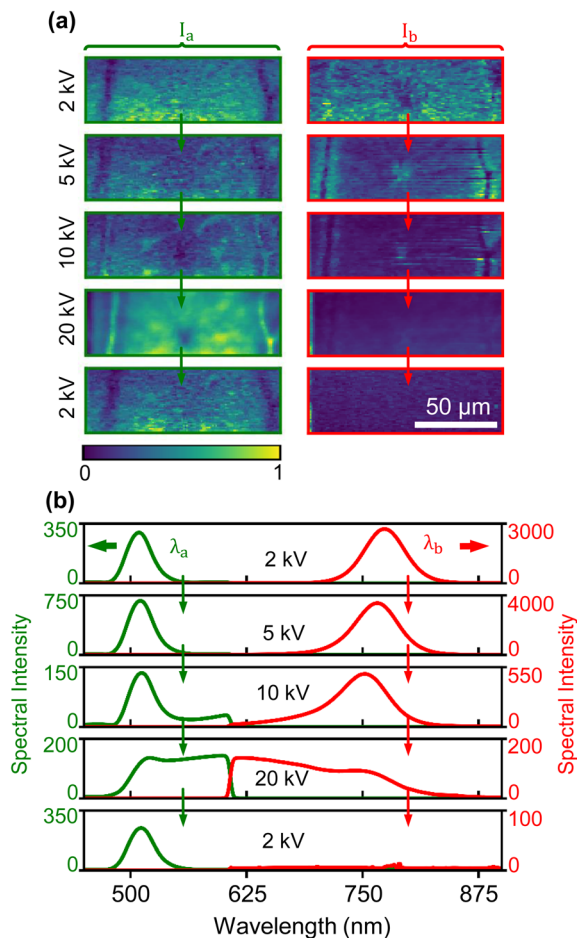 (a)
Ia Ib
2 kV
5 kV
10 kV
20 kV
2 kV
50 μm
0 1
(b)
350 λa 2 kV λb 3000
0 0
750 5 kV 4000
0 0
150 10 kV 550
0 0
200 20 kV 200
0 0
350 2 kV 100
0 0
500 625 750 875
Wavelength (nm)
Spectral Intensity
Spectral Intensity